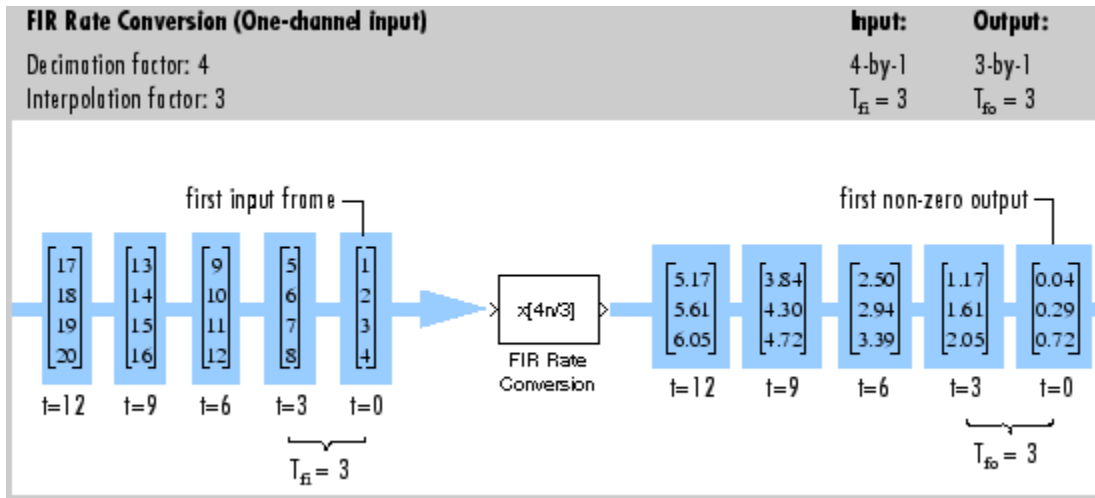 FIR Rate Conversion (One-channel input) Input: Output:
Decimation factor: 4 4-by-1 3-by-1
Interpolation factor: 3 Tfi = 3 Tfo = 3
first input frame first non-zero output
17 13 9 5 1 5.17 3.84 2.50 1.17 0.04
18 14 10 6 2 5.61 4.30 2.94 1.61 0.29
19 15 11 7 3 6.05 4.72 3.39 2.05 0.72
20 16 12 8 4
x[4n/3]
FIR Rate
Conversion
t=12 t=9 t=6 t=3 t=0 t=12 t=9 t=6 t=3 t=0
Tfi = 3 Tfo = 3